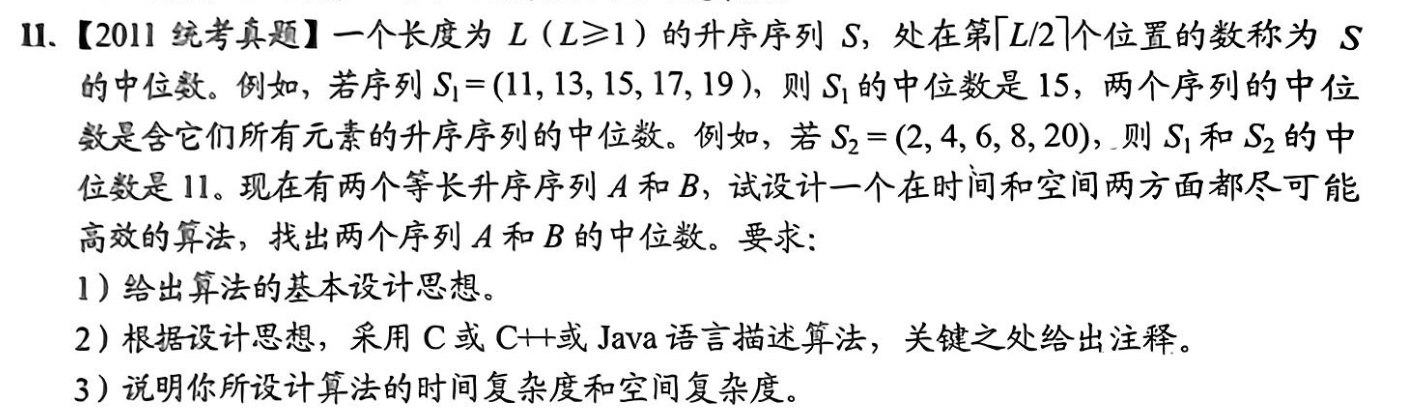 11.【2011 统考真题】一个长度为 L（L≥1）的升序序列 S，处在第⌈L/2⌉个位置的数称为 S
的中位数。例如，若序列 S₁=(11, 13, 15, 17, 19)，则 S₁的中位数是 15，两个序列的中位
数是含它们所有元素的升序序列的中位数。例如，若 S₂=(2, 4, 6, 8, 20)，则 S₁和 S₂的中
位数是 11。现在有两个等长升序序列 A 和 B，试设计一个在时间和空间两方面都尽可能
高效的算法，找出两个序列 A 和 B 的中位数。要求：
1）给出算法的基本设计思想。
2）根据设计思想，采用 C 或 C++或 Java 语言描述算法，关键之处给出注释。
3）说明你所设计算法的时间复杂度和空间复杂度。